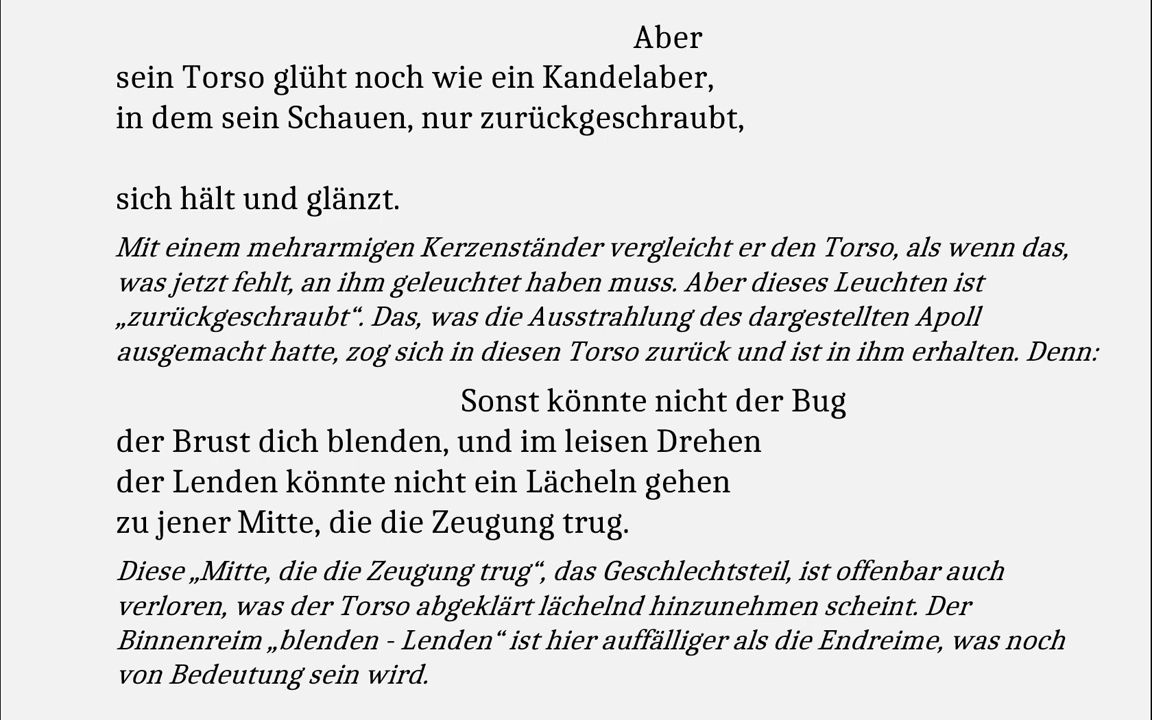 Aber
sein Torso glüht noch wie ein Kandelaber,
in dem sein Schauen, nur zurückgeschraubt,
sich hält und glänzt.
Mit einem mehrarmigen Kerzenständer vergleicht er den Torso, als wenn das,
was jetzt fehlt, an ihm geleuchtet haben muss. Aber dieses Leuchten ist
„zurückgeschraubt“. Das, was die Ausstrahlung des dargestellten Apoll
ausgemacht hatte, zog sich in diesen Torso zurück und ist in ihm erhalten. Denn:
Sonst könnte nicht der Bug
der Brust dich blenden, und im leisen Drehen
der Lenden könnte nicht ein Lächeln gehen
zu jener Mitte, die die Zeugung trug.
Diese „Mitte, die die Zeugung trug“, das Geschlechtsteil, ist offenbar auch
verloren, was der Torso abgeklärt lächelnd hinzunehmen scheint. Der
Binnenreim „blenden - Lenden“ ist hier auffälliger als die Endreime, was noch
von Bedeutung sein wird.